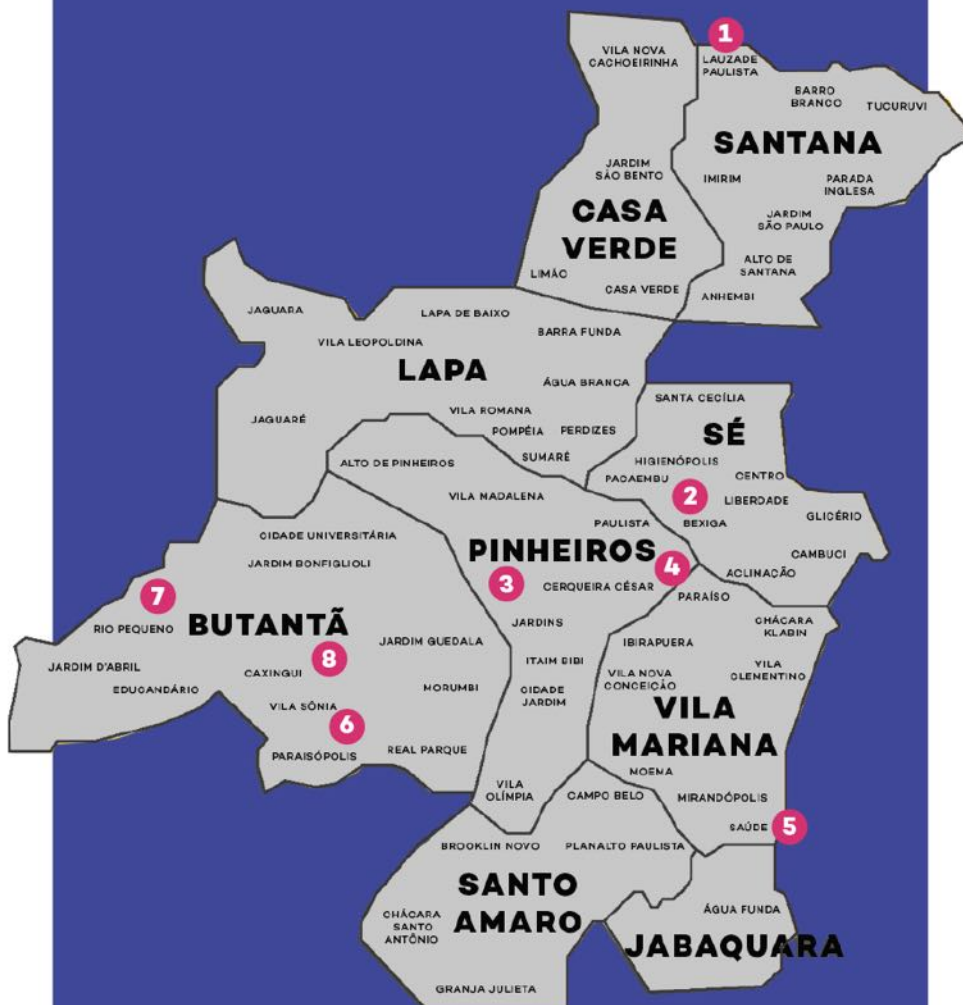 1
VILA NOVA
CACHOEIRINHA
LAUZADE
PAULISTA
BARRO
BRANCO
TUCURUVI
SANTANA
JARDIM
SÃO BENTO
IMIRIM
PARADA
INGLESA
CASA
VERDE
JARDIM
SÃO PAULO
ALTO DE
SANTANA
LIMÃO
CASA VERDE
ANHEMBI
JAGUARA
LAPA DE BAIXO
BARRA FUNDA
VILA LEOPOLDINA
LAPA
ÁGUA BRANCA
SANTA CECÍLIA
JAGUARÉ
VILA ROMANA
POMPÉIA
PERDIZES
SUMARÉ
SÉ
HIGIENÓPOLIS
PACAEMBU
CENTRO
2
LIBERDADE
BEXIGA
GLICÉRIO
CAMBUCI
ACLINAÇÃO
ALTO DE PINHEIROS
VILA MADALENA
PAULISTA
PINHEIROS
4
3
CERQUEIRA CÉSAR
PARAÍSO
CIDADE UNIVERSITÁRIA
JARDIM BONFIGLIOLI
7
RIO PEQUENO
BUTANTÃ
JARDINS
CHÁCARA
KLABIN
JARDIM GUEDALA
IBIRAPUERA
8
JARDIM D'ABRIL
CAXINGUI
ITAIM BIBI
VILA NOVA
CONCEIÇÃO
VILA
CLEMENTINO
EDUCANDÁRIO
MORUMBI
CIDADE
JARDIM
VILA SÔNIA
6
VILA
MARIANA
PARAISÓPOLIS
REAL PARQUE
MOEMA
VILA
OLÍMPIA
CAMPO BELO
MIRANDÓPOLIS
SAÚDE
5
BROOKLIN NOVO
PLANALTO PAULISTA
SANTO
AMARO
CHÁCARA
SANTO
ANTÔNIO
ÁGUA FUNDA
JABAQUARA
GRANJA JULIETA